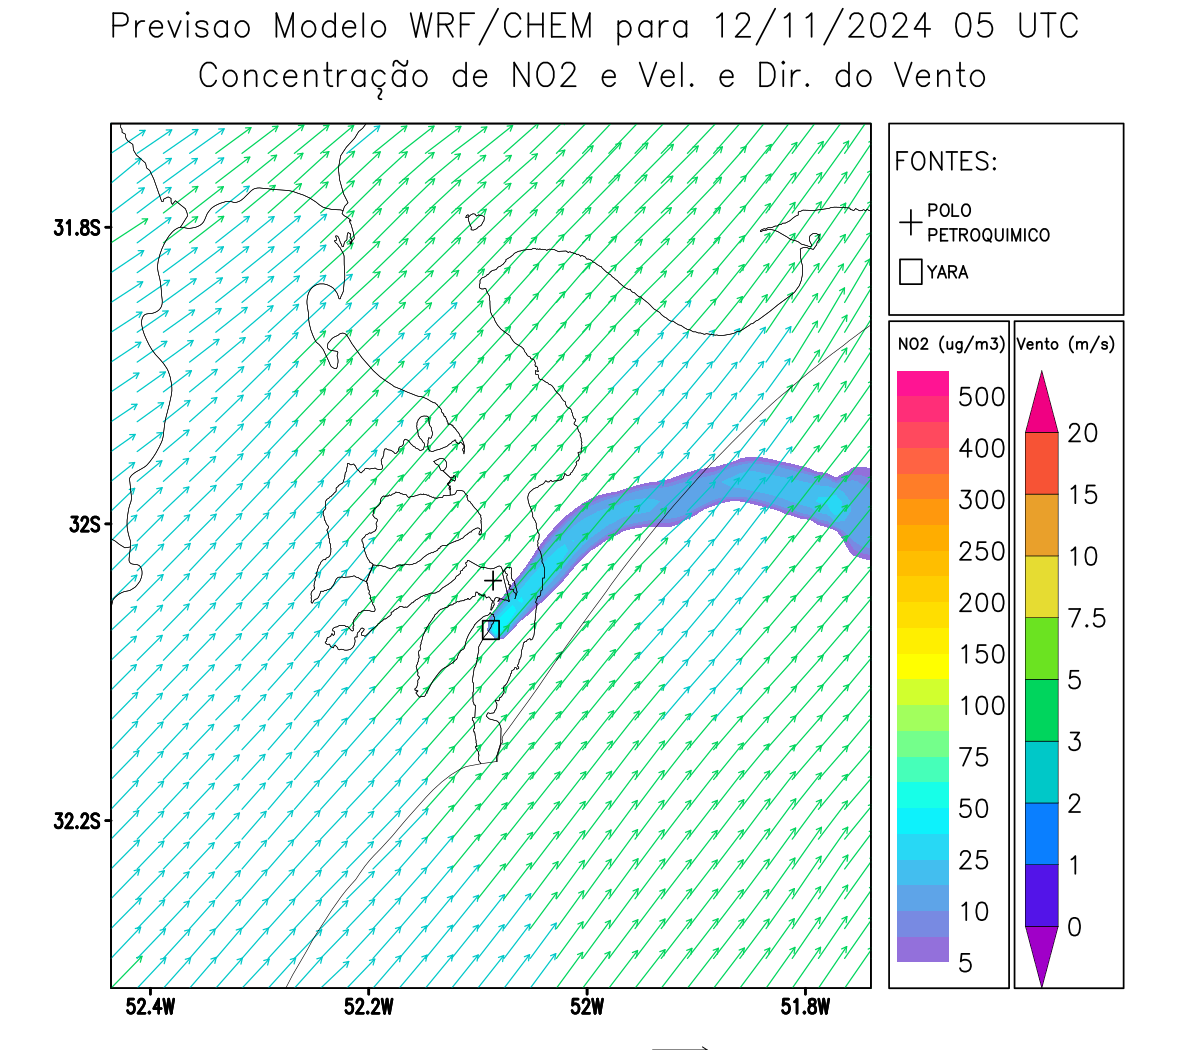 Previsao Modelo WRF/CHEM para 12/11/2024 05 UTC
Concentração de NO2 e Vel. e Dir. do Vento
FONTES:
POLO
PETROQUIMICO
YARA
NO2 (ug/m3)
500
400
300
250
200
150
100
75
50
25
10
5
Vento (m/s)
20
15
10
7.5
5
3
2
1
0
31.8S
32S
32.2S
52.4W
52.2W
52W
51.8W